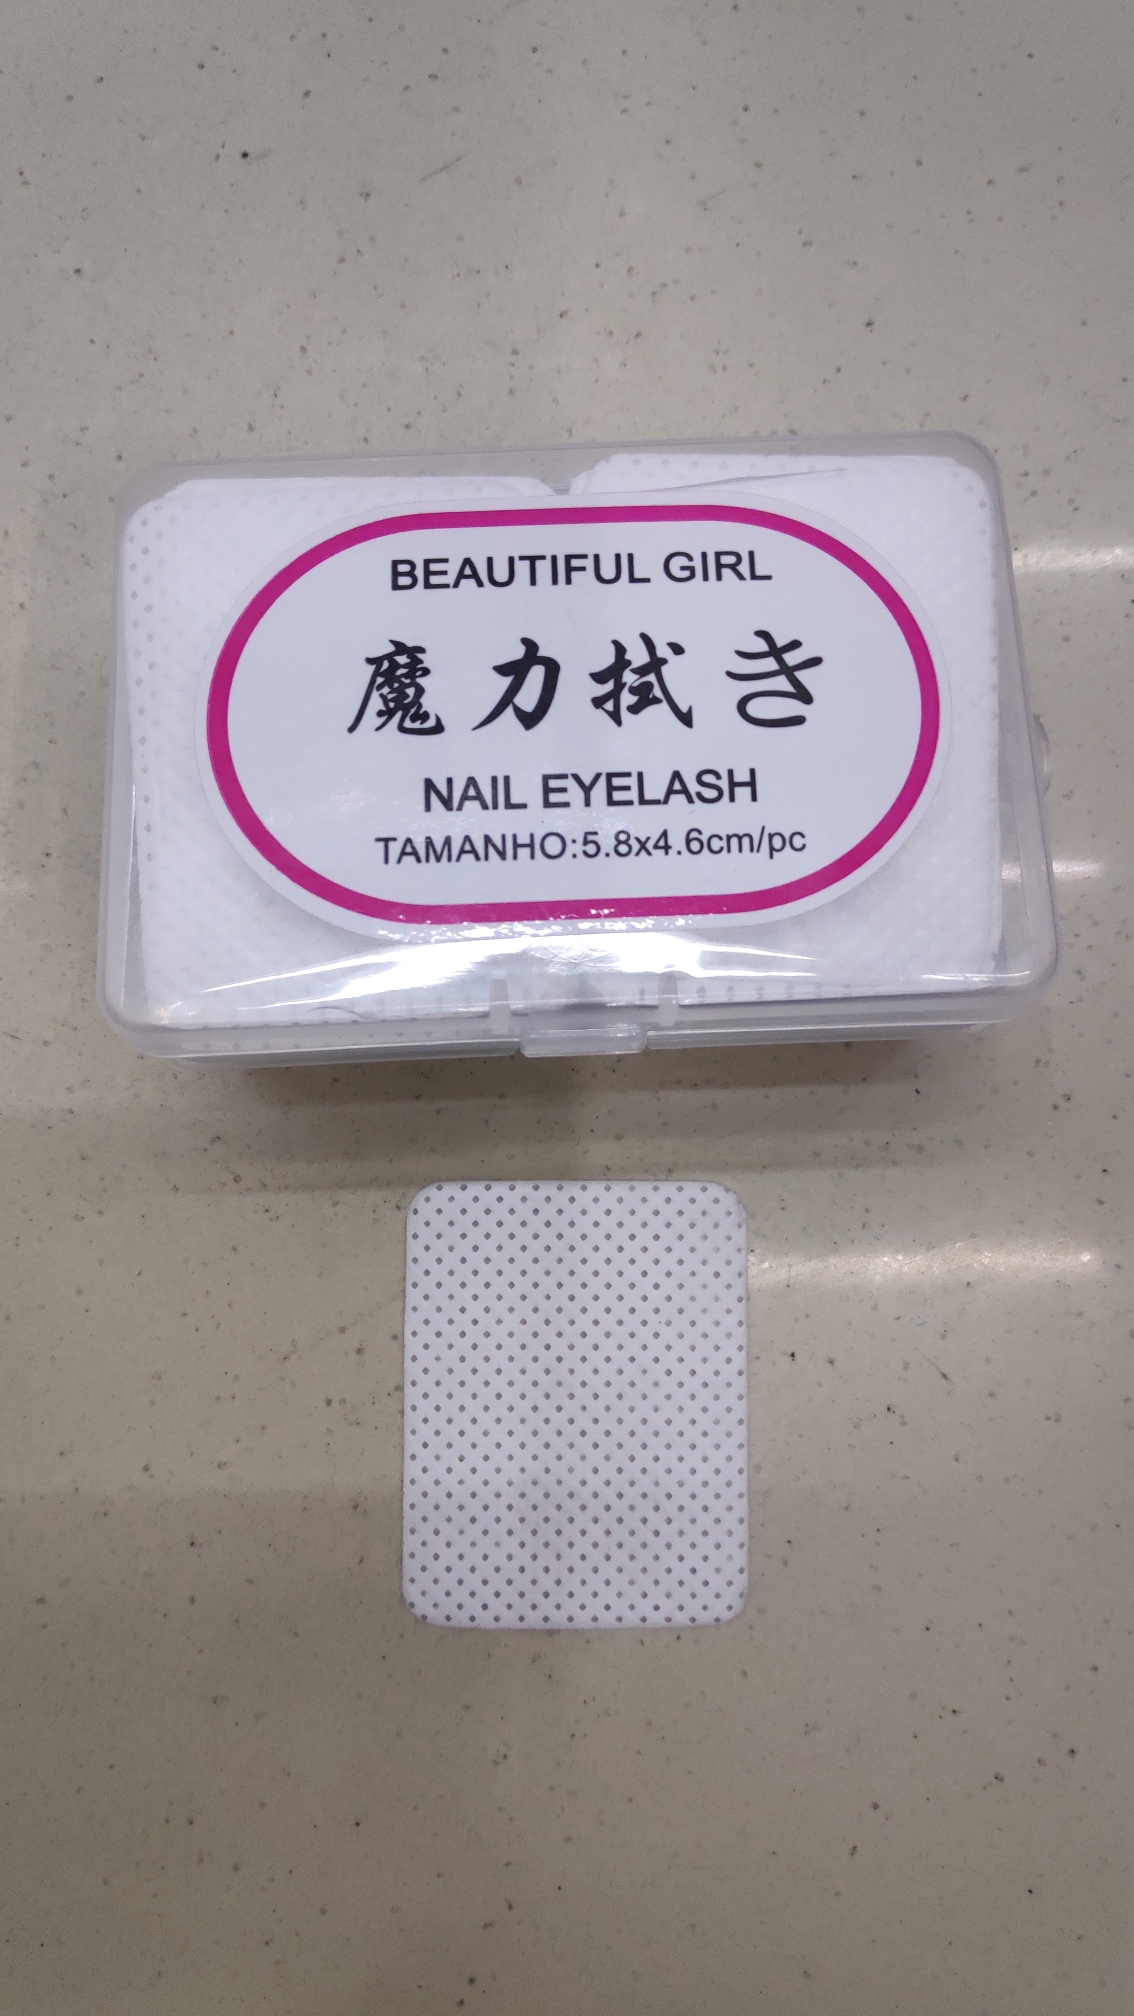 BEAUTIFUL GIRL
魔力拭き
NAIL EYELASH
TAMANHO:5.8x4.6cm/pc